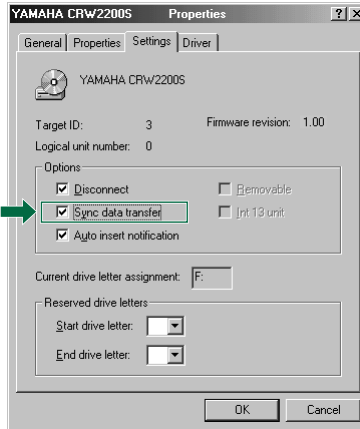 YAMAHA CRW2200S Properties ? X
General Properties Settings Driver
YAMAHA CRW2200S
Target ID: 3 Firmware revision: 1.00
Logical unit number: 0
Options
Disconnect Removable
Sync data transfer Int 13 unit
Auto insert notification
Current drive letter assignment: F:
Reserved drive letters
Start drive letter:
End drive letter:
OK Cancel